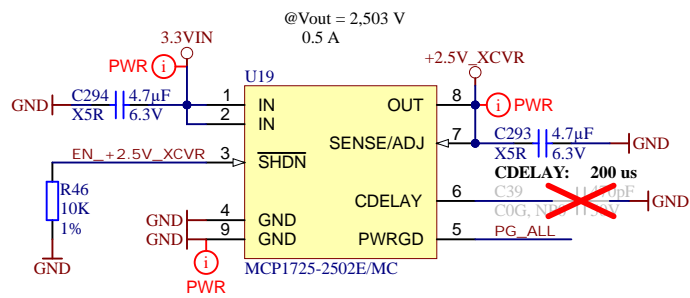 @Vout = 2,503 V
0.5 A
3.3VIN
+2.5V_XCVR
PWR i
U19
i PWR
GND C294 4.7µF
X5R 6.3V
1 IN
2 IN
OUT 8
SENSE/ADJ 7
C293 4.7µF GND
X5R 6.3V
EN_+2.5V_XCVR 3 SHDN
CDELAY: 200 us
CDELAY 6
C39 GND
C0G,
R46
10K
1%
GND
GND 4 GND
GND 9 GND
PWRGD 5 PG_ALL
i
PWR
MCP1725-2502E/MC